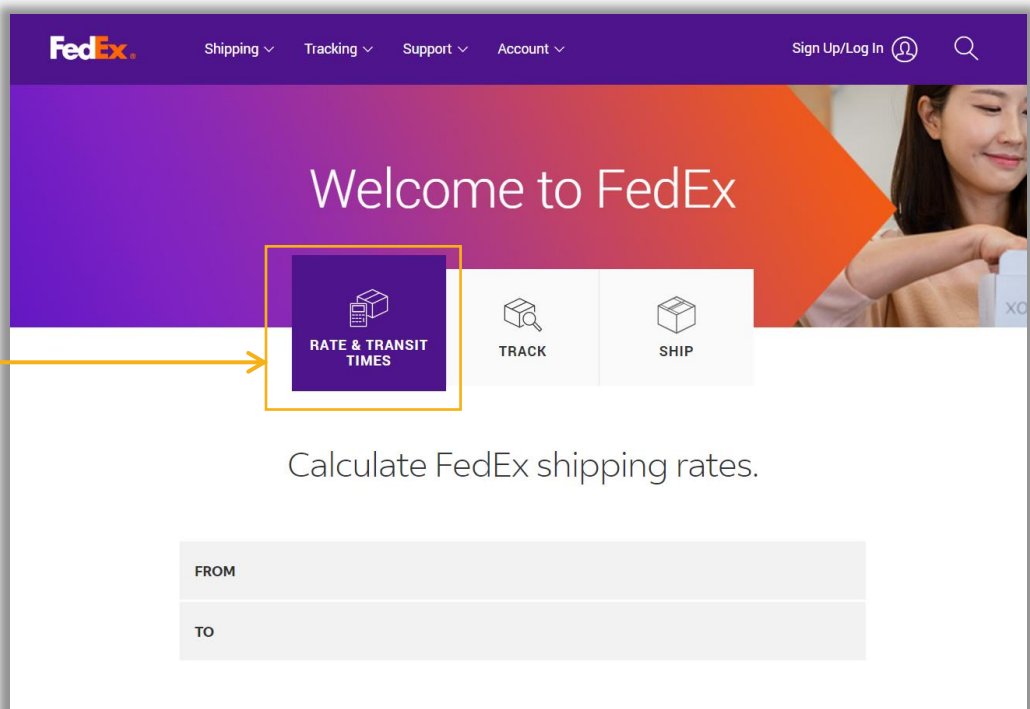 FedEx.
Shipping
Tracking
Support
Account
Sign Up/Log In
Welcome to FedEx
RATE & TRANSIT
TIMES
TRACK
SHIP
Calculate FedEx shipping rates.
FROM
TO